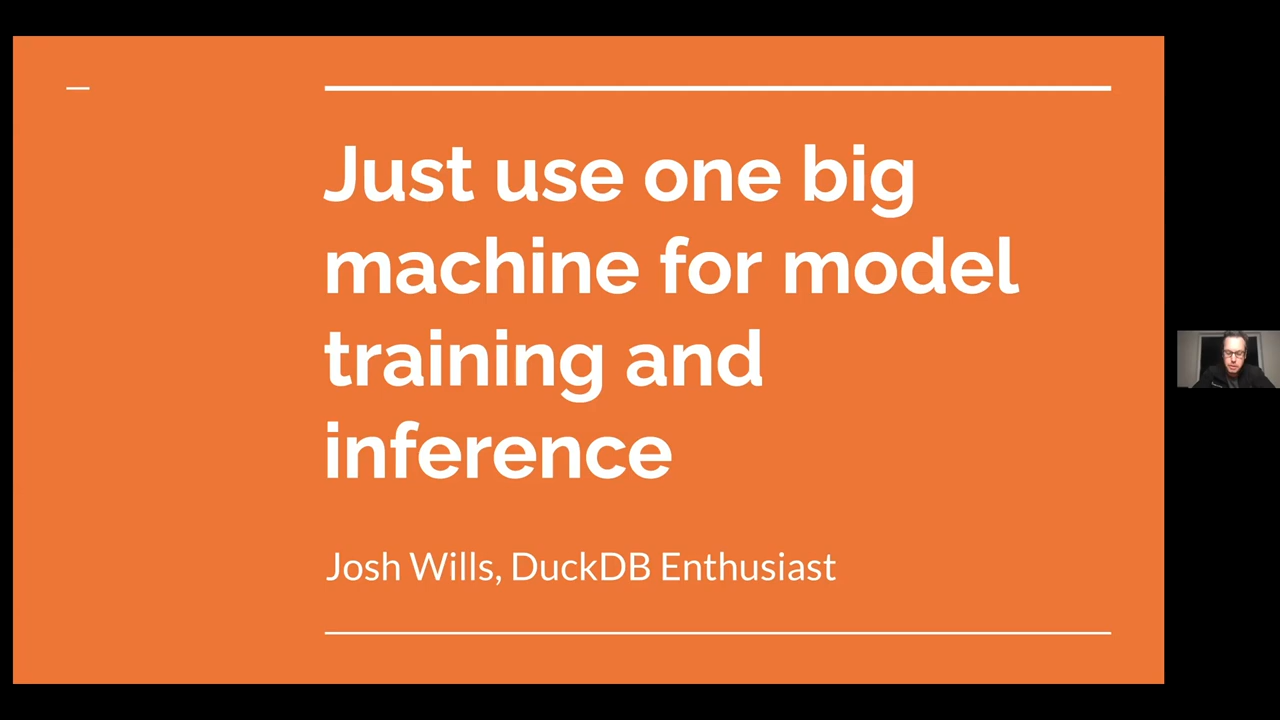 Just use one big
machine for model
training and
inference
Josh Wills, DuckDB Enthusiast